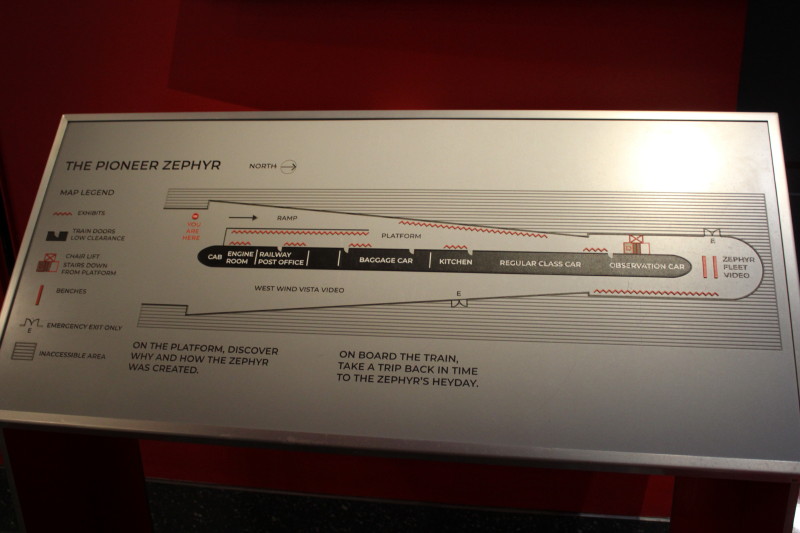 THE PIONEER ZEPHYR
NORTH
MAP LEGEND
EXHIBITS
TRAIN DOORS
LOW CLEARANCE
CHAIR LIFT
STAIRS DOWN
FROM PLATFORM
BENCHES
E
EMERGENCY EXIT ONLY
INACCESSIBLE AREA
YOU
ARE
HERE
RAMP
PLATFORM
CAB
ENGINE
ROOM
RAILWAY
POST OFFICE
BAGGAGE CAR
KITCHEN
REGULAR CLASS CAR
OBSERVATION CAR
E
ZEPHYR
FLEET
VIDEO
WEST WIND VISTA VIDEO
E
ON THE PLATFORM, DISCOVER
WHY AND HOW THE ZEPHYR
WAS CREATED.
ON BOARD THE TRAIN,
TAKE A TRIP BACK IN TIME
TO THE ZEPHYR'S HEYDAY.